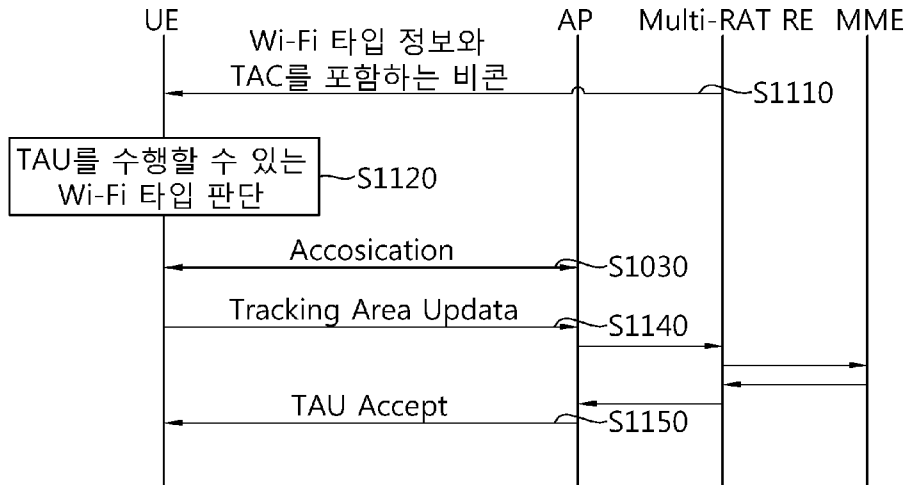 UE
AP
Multi-RAT RE
MME
Wi-Fi 타입 정보와
TAC를 포함하는 비콘
S1110
TAU를 수행할 수 있는
Wi-Fi 타입 판단
S1120
Accosication
S1030
Tracking Area Updata
S1140
TAU Accept
S1150